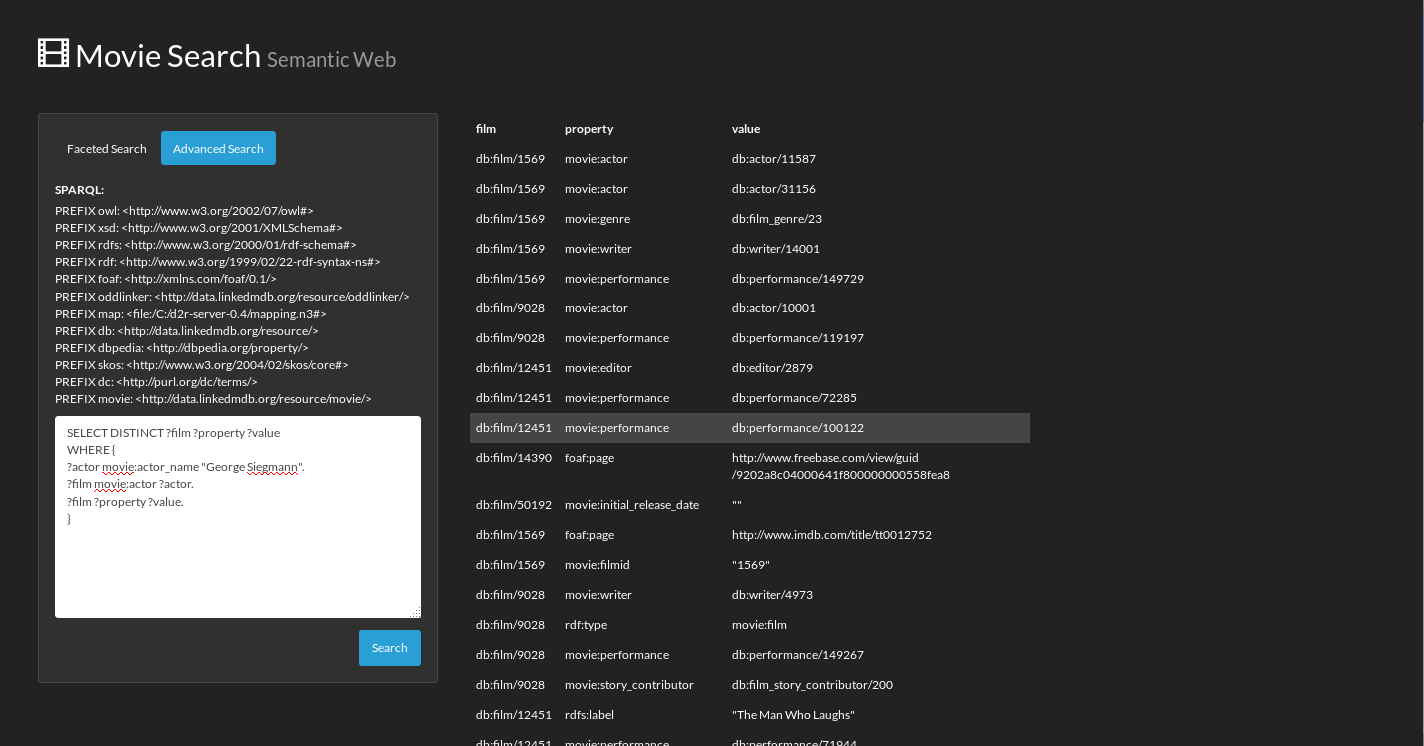 Movie Search Semantic Web
Faceted Search Advanced Search
SPARQL:
PREFIX owl: <http://www.w3.org/2002/07/owl#>
PREFIX xsd: <http://www.w3.org/2001/XMLSchema#>
PREFIX rdfs: <http://www.w3.org/2000/01/rdf-schema#>
PREFIX rdf: <http://www.w3.org/1999/02/22-rdf-syntax-ns#>
PREFIX foaf: <http://xmlns.com/foaf/0.1/>
PREFIX oddlinker: <http://data.linkedmdb.org/resource/oddlinker/>
PREFIX map: <file:/C:/d2r-server-0.4/mapping.n3#>
PREFIX db: <http://data.linkedmdb.org/resource/>
PREFIX dbpedia: <http://dbpedia.org/property/>
PREFIX skos: <http://www.w3.org/2004/02/skos/core#>
PREFIX dc: <http://purl.org/dc/terms/>
PREFIX movie: <http://data.linkedmdb.org/resource/movie/>
SELECT DISTINCT ?film ?property ?value
WHERE {
?actor movie:actor_name "George Siegmann".
?film movie:actor ?actor.
?film ?property ?value.
}
Search
film property value
db:film/1569 movie:actor db:actor/11587
db:film/1569 movie:actor db:actor/31156
db:film/1569 movie:genre db:film_genre/23
db:film/1569 movie:writer db:writer/14001
db:film/1569 movie:performance db:performance/149729
db:film/9028 movie:actor db:actor/10001
db:film/9028 movie:performance db:performance/119197
db:film/12451 movie:editor db:editor/2879
db:film/12451 movie:performance db:performance/72285
db:film/12451 movie:performance db:performance/100122
db:film/14390 foaf:page http://www.freebase.com/view/guid
/9202a8c04000641f800000000558fea8
db:film/50192 movie:initial_release_date ""
db:film/1569 foaf:page http://www.imdb.com/title/tt0012752
db:film/1569 movie:filmid "1569"
db:film/9028 movie:writer db:writer/4973
db:film/9028 rdf:type movie:film
db:film/9028 movie:performance db:performance/149267
db:film/9028 movie:story_contributor db:film_story_contributor/200
db:film/12451 rdfs:label "The Man Who Laughs"
db:film/12451 movie:performance db:performance/71944